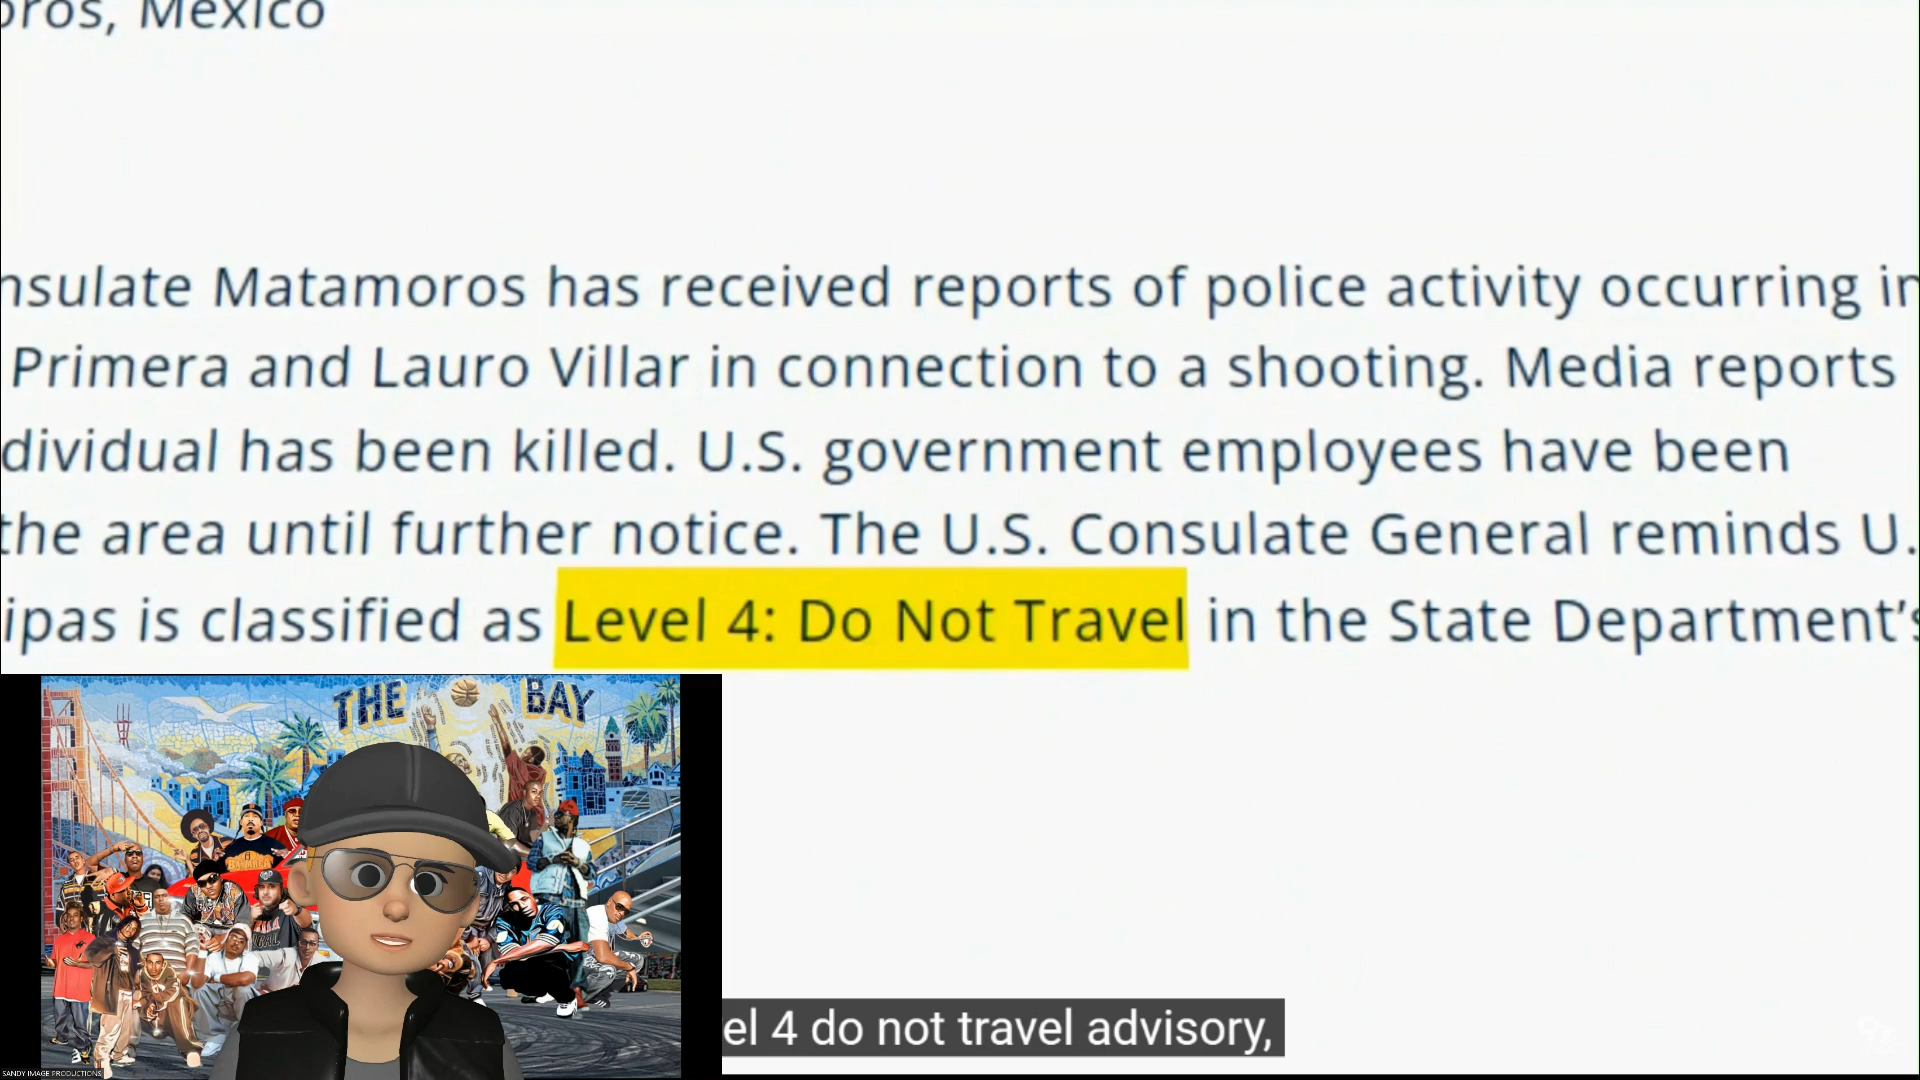 oros, Mexico
nsulate Matamoros has received reports of police activity occurring in
Primera and Lauro Villar in connection to a shooting. Media reports
dividual has been killed. U.S. government employees have been
the area until further notice. The U.S. Consulate General reminds U.
ipas is classified as Level 4: Do Not Travel in the State Department's
THE BAY
el 4 do not travel advisory,
SANDY IMAGE PRODUCTIONS